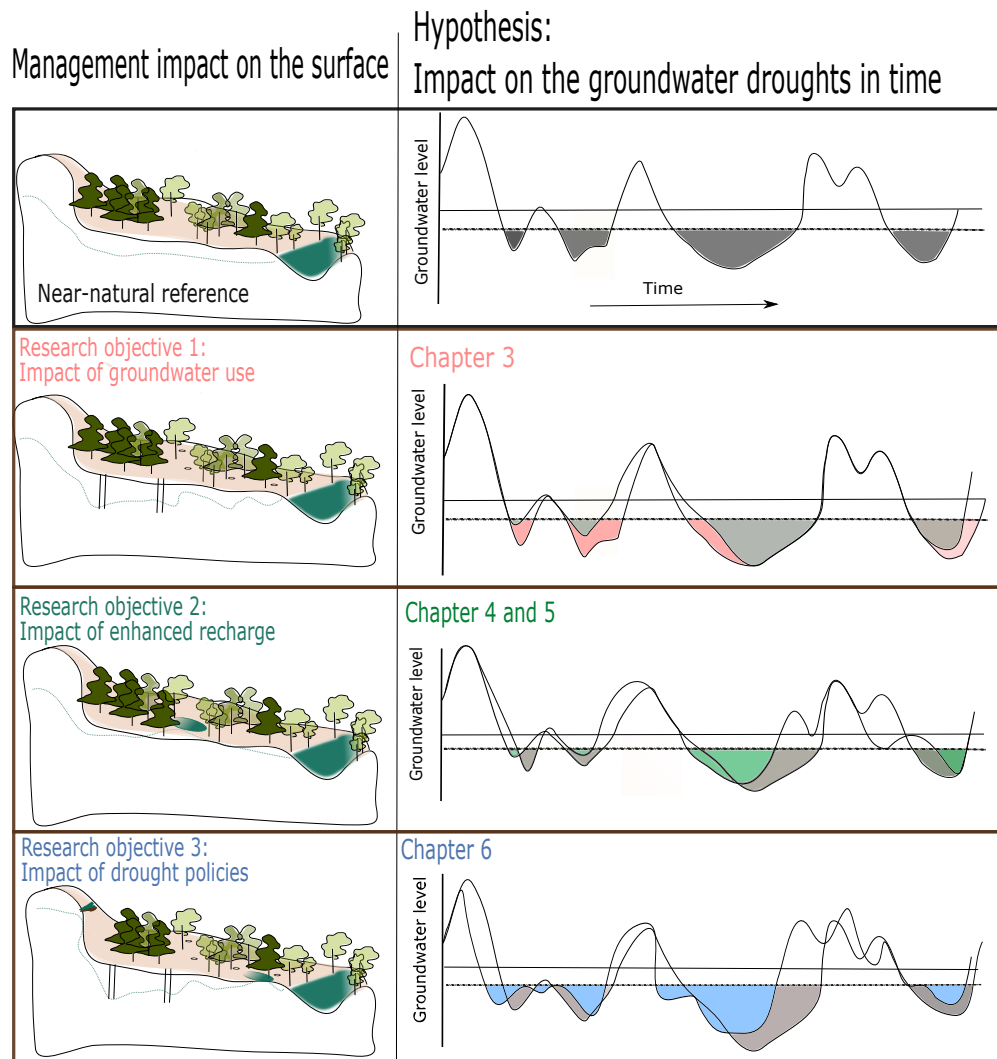 Management impact on the surface
Hypothesis:
Impact on the groundwater droughts in time
Near-natural reference
Groundwater level
Time
Research objective 1:
Impact of groundwater use
Chapter 3
Groundwater level
Research objective 2:
Impact of enhanced recharge
Chapter 4 and 5
Groundwater level
Research objective 3:
Impact of drought policies
Chapter 6
Groundwater level